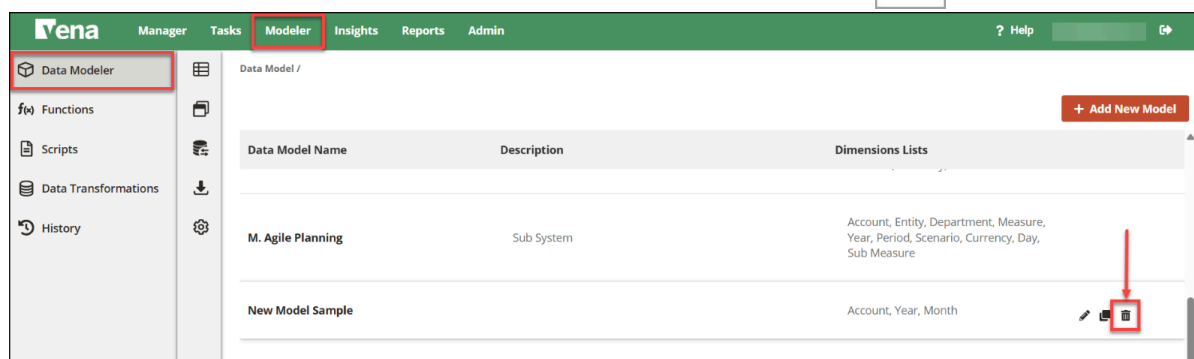 vena Manager Tasks Modeler Insights Reports Admin ? Help
Data Modeler
Data Model /
f(x) Functions
+ Add New Model
Scripts
Data Model Name Description Dimensions Lists
Data Transformations
History
M. Agile Planning Sub System Account, Entity, Department, Measure,
Year, Period, Scenario, Currency, Day,
Sub Measure
New Model Sample Account, Year, Month